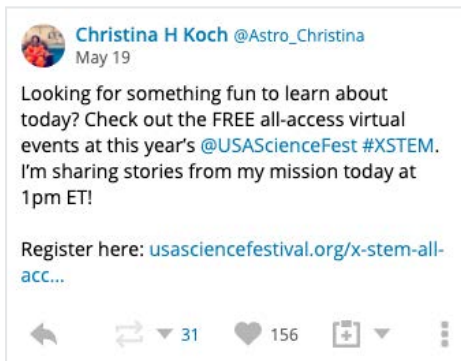 Christina H Koch @Astro_Christina
May 19
Looking for something fun to learn about
today? Check out the FREE all-access virtual
events at this year's @USAScienceFest #XSTEM.
I'm sharing stories from my mission today at
1pm ET!
Register here: usasciencefestival.org/x-stem-all-
acc...
31 156